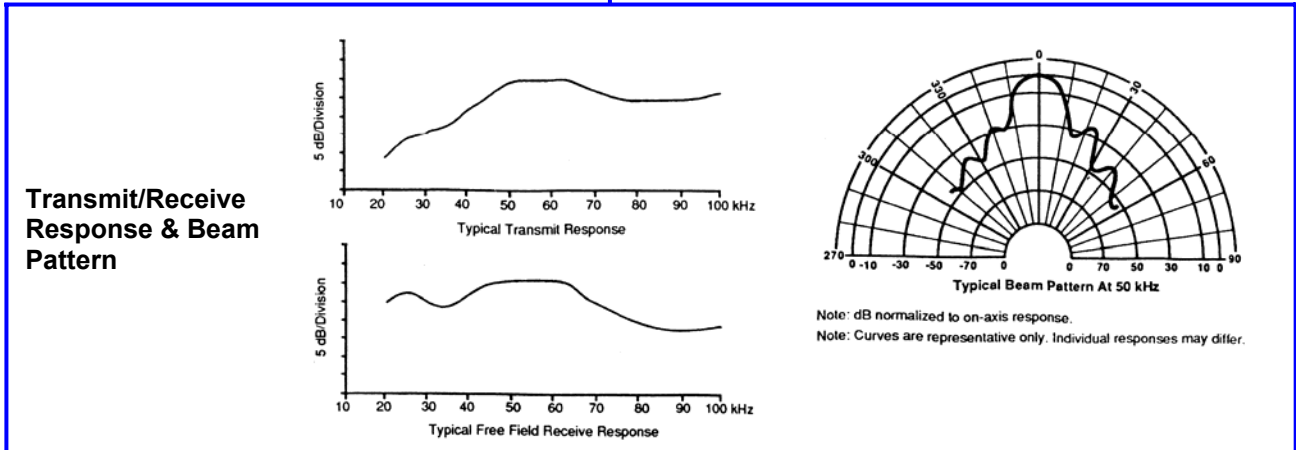 Transmit/Receive
Response & Beam
Pattern
5 dB/Division
10 20 30 40 50 60 70 80 90 100 kHz
Typical Transmit Response
5 dB/Division
10 20 30 40 50 60 70 80 90 100 kHz
Typical Free Field Receive Response
0
330 30
300 60
270 0 -10 -30 -50 -70 0 0 70 50 30 10 0 90
Typical Beam Pattern At 50 kHz
Note: dB normalized to on-axis response.
Note: Curves are representative only. Individual responses may differ.